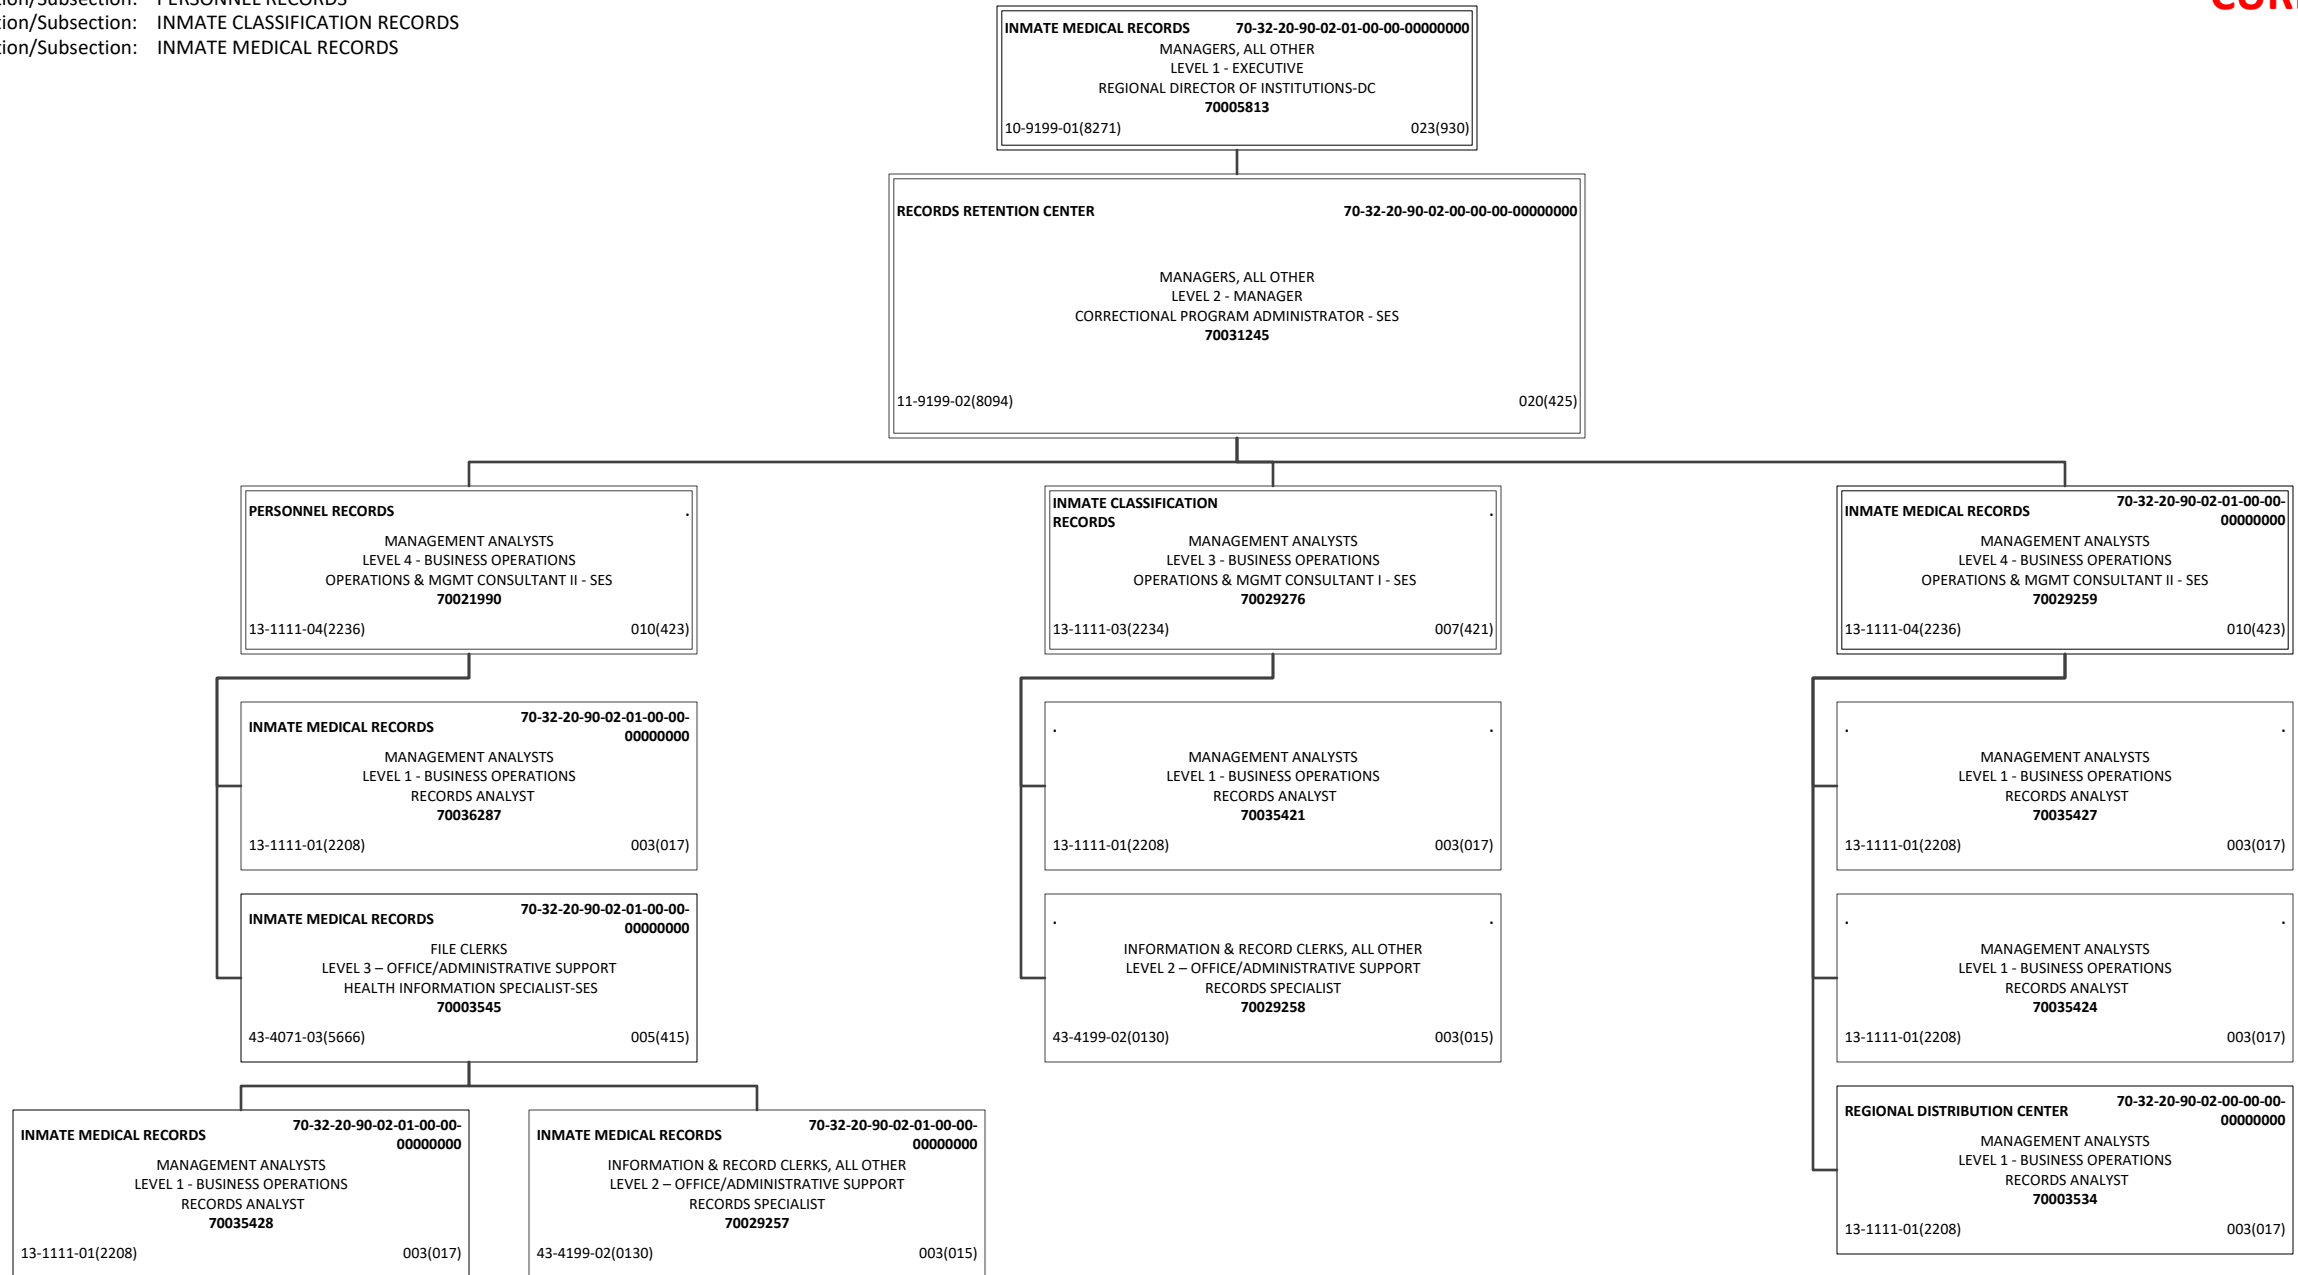 PERSONNEL RECORDS
tion/Subsection: INMATE CLASSIFICATION RECORDS
tion/Subsection: INMATE MEDICAL RECORDS
INMATE MEDICAL RECORDS 70-32-20-90-02-01-00-00-00000000
MANAGERS, ALL OTHER
LEVEL 1 - EXECUTIVE
REGIONAL DIRECTOR OF INSTITUTIONS-DC
70005813
10-9199-01(8271) 023(930)
RECORDS RETENTION CENTER 70-32-20-90-02-00-00-00-00000000
MANAGERS, ALL OTHER
LEVEL 2 - MANAGER
CORRECTIONAL PROGRAM ADMINISTRATOR - SES
70031245
11-9199-02(8094) 020(425)
PERSONNEL RECORDS .
MANAGEMENT ANALYSTS
LEVEL 4 - BUSINESS OPERATIONS
OPERATIONS & MGMT CONSULTANT II - SES
70021990
13-1111-04(2236) 010(423)
INMATE CLASSIFICATION
RECORDS .
MANAGEMENT ANALYSTS
LEVEL 3 - BUSINESS OPERATIONS
OPERATIONS & MGMT CONSULTANT I - SES
70029276
13-1111-03(2234) 007(421)
INMATE MEDICAL RECORDS 70-32-20-90-02-01-00-00-
00000000
MANAGEMENT ANALYSTS
LEVEL 4 - BUSINESS OPERATIONS
OPERATIONS & MGMT CONSULTANT II - SES
70029259
13-1111-04(2236) 010(423)
INMATE MEDICAL RECORDS 70-32-20-90-02-01-00-00-
00000000
MANAGEMENT ANALYSTS
LEVEL 1 - BUSINESS OPERATIONS
RECORDS ANALYST
70036287
13-1111-01(2208) 003(017)
. .
MANAGEMENT ANALYSTS
LEVEL 1 - BUSINESS OPERATIONS
RECORDS ANALYST
70035421
13-1111-01(2208) 003(017)
. .
MANAGEMENT ANALYSTS
LEVEL 1 - BUSINESS OPERATIONS
RECORDS ANALYST
70035427
13-1111-01(2208) 003(017)
INMATE MEDICAL RECORDS 70-32-20-90-02-01-00-00-
00000000
FILE CLERKS
LEVEL 3 – OFFICE/ADMINISTRATIVE SUPPORT
HEALTH INFORMATION SPECIALIST-SES
70003545
43-4071-03(5666) 005(415)
. .
INFORMATION & RECORD CLERKS, ALL OTHER
LEVEL 2 – OFFICE/ADMINISTRATIVE SUPPORT
RECORDS SPECIALIST
70029258
43-4199-02(0130) 003(015)
. .
MANAGEMENT ANALYSTS
LEVEL 1 - BUSINESS OPERATIONS
RECORDS ANALYST
70035424
13-1111-01(2208) 003(017)
INMATE MEDICAL RECORDS 70-32-20-90-02-01-00-00-
00000000
MANAGEMENT ANALYSTS
LEVEL 1 - BUSINESS OPERATIONS
RECORDS ANALYST
70035428
13-1111-01(2208) 003(017)
INMATE MEDICAL RECORDS 70-32-20-90-02-01-00-00-
00000000
INFORMATION & RECORD CLERKS, ALL OTHER
LEVEL 2 – OFFICE/ADMINISTRATIVE SUPPORT
RECORDS SPECIALIST
70029257
43-4199-02(0130) 003(015)
REGIONAL DISTRIBUTION CENTER 70-32-20-90-02-00-00-00-
00000000
MANAGEMENT ANALYSTS
LEVEL 1 - BUSINESS OPERATIONS
RECORDS ANALYST
70003534
13-1111-01(2208) 003(017)